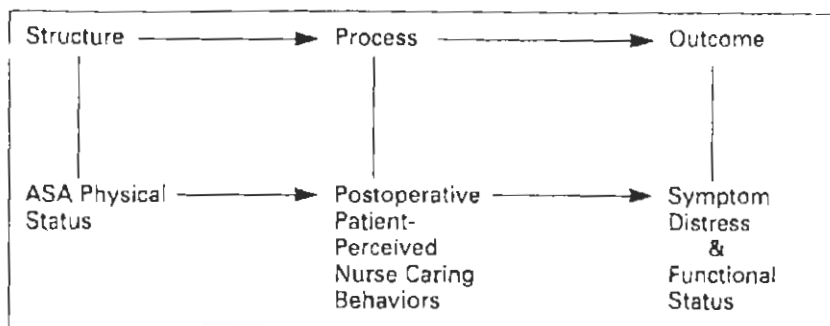 Structure
Process
Outcome
ASA Physical
Status
Postoperative
Patient-
Perceived
Nurse Caring
Behaviors
Symptom
Distress
&
Functional
Status